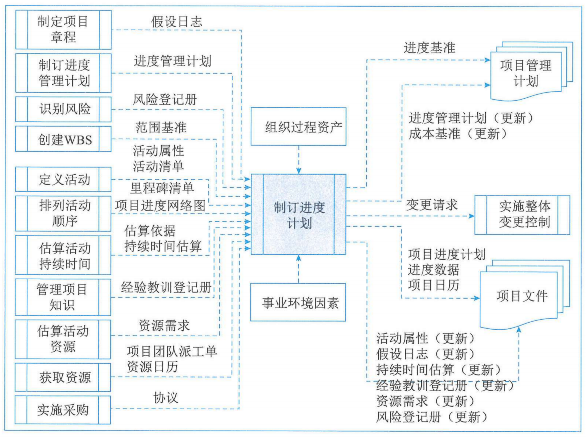 制定项目
章程
假设日志
制订进度
管理计划
进度管理计划
识别风险
风险登记册
创建WBS
范围基准
定义活动
活动属性
活动清单
里程碑清单
排列活动
顺序
项目进度网络图
估算活动
持续时间
估算依据
持续时间估算
管理项目
知识
经验教训登记册
估算活动
资源
资源需求
获取资源
项目团队派工单
资源日历
实施采购
协议
组织过程资产
制订进度
计划
事业环境因素
进度基准
项目管理
计划
进度管理计划（更新）
成本基准（更新）
变更请求
实施整体
变更控制
项目进度计划
进度数据
项目日历
项目文件
活动属性（更新）
假设日志（更新）
持续时间估算（更新）
经验教训登记册（更新）
资源需求（更新）
风险登记册（更新）